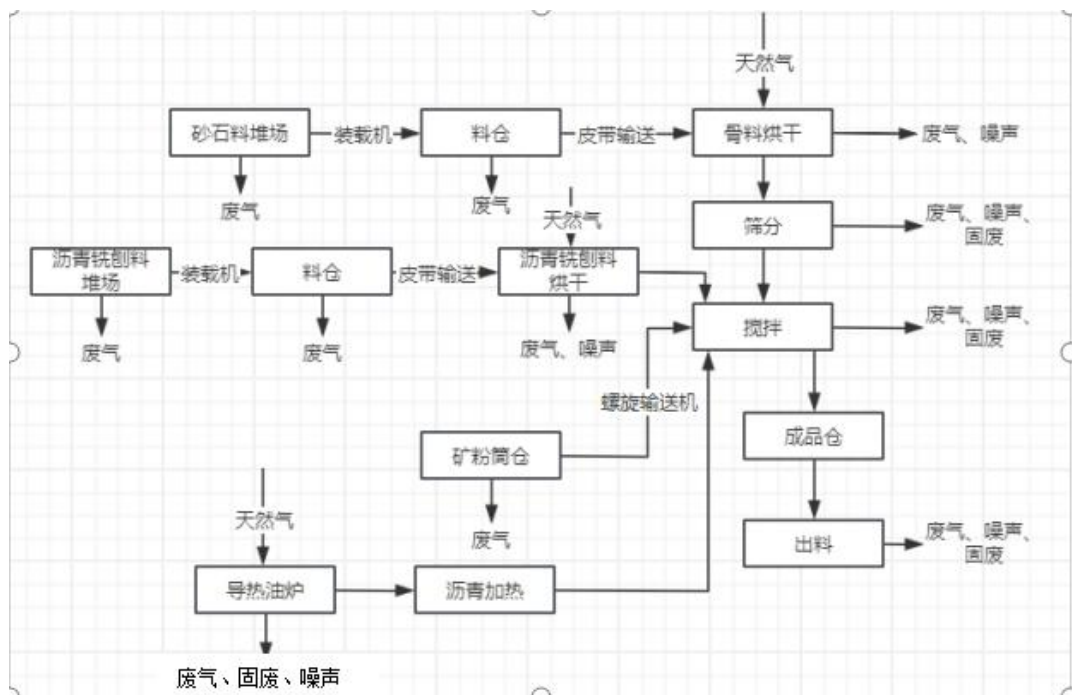 天然气
砂石料堆场
装载机
料仓
皮带输送
骨料烘干
废气、噪声
废气
废气
天然气
筛分
废气、噪声、
固废
沥青铣刨料
堆场
装载机
料仓
皮带输送
沥青铣刨料
烘干
搅拌
废气、噪声、
固废
废气
废气
废气、噪声
螺旋输送机
成品仓
矿粉筒仓
天然气
废气
出料
废气、噪声、
固废
导热油炉
沥青加热
废气、固废、噪声